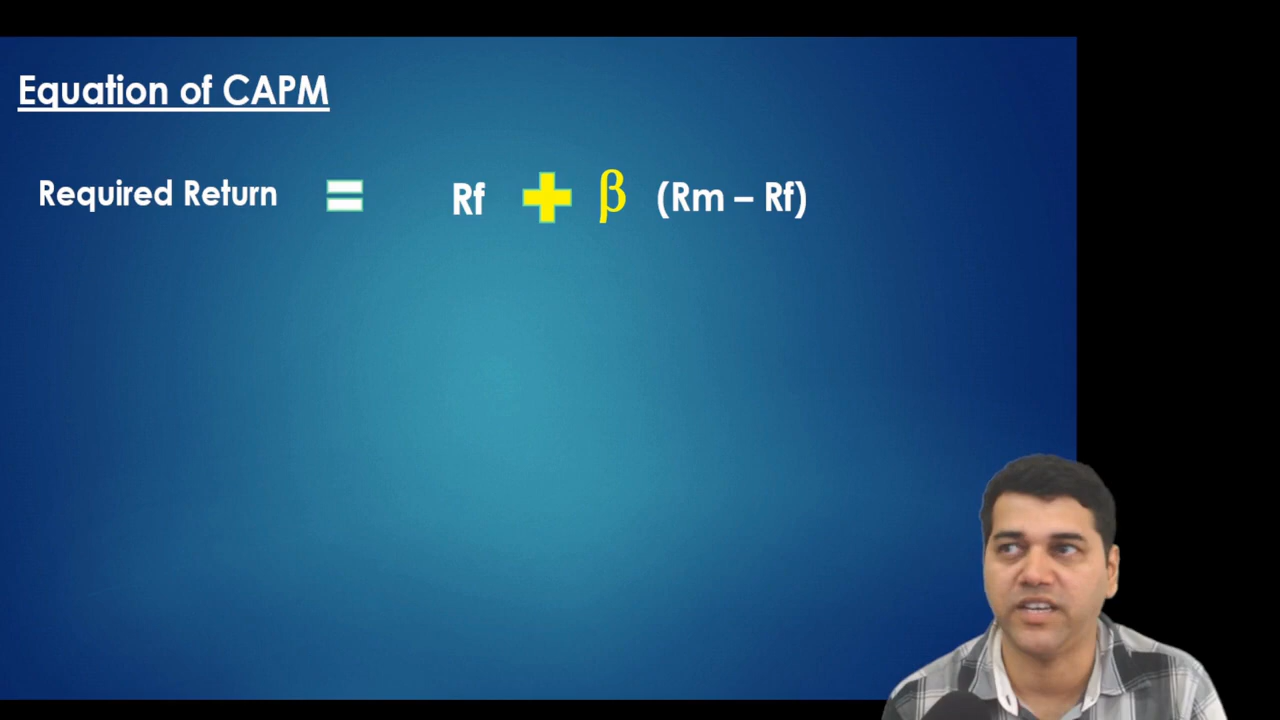 Equation of CAPM
Required Return = Rf + β (Rm – Rf)